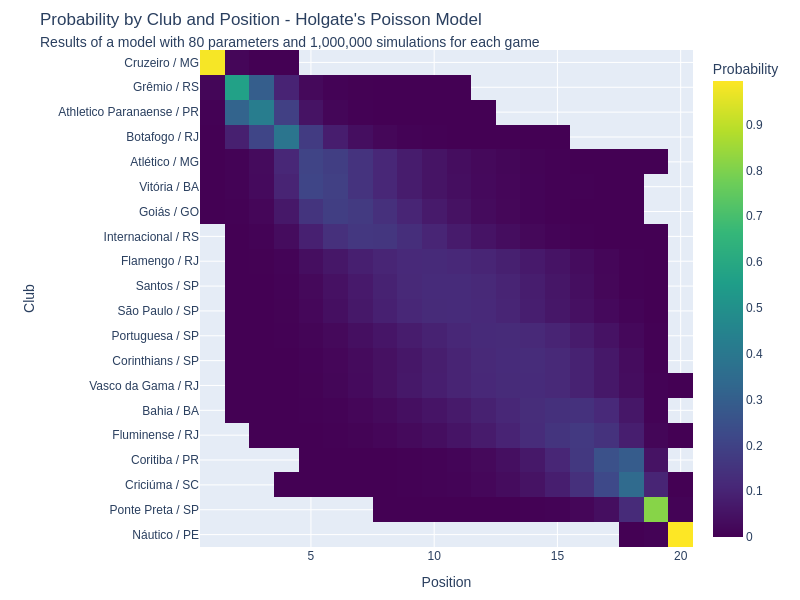 Probability by Club and Position - Holgate's Poisson Model
Results of a model with 80 parameters and 1,000,000 simulations for each game
Probability
Club
Cruzeiro / MG
Grêmio / RS
Athletico Paranaense / PR
Botafogo / RJ
Atlético / MG
Vitória / BA
Goiás / GO
Internacional / RS
Flamengo / RJ
Santos / SP
São Paulo / SP
Portuguesa / SP
Corinthians / SP
Vasco da Gama / RJ
Bahia / BA
Fluminense / RJ
Coritiba / PR
Criciúma / SC
Ponte Preta / SP
Náutico / PE
0.9
0.8
0.7
0.6
0.5
0.4
0.3
0.2
0.1
0
5 10 15 20
Position